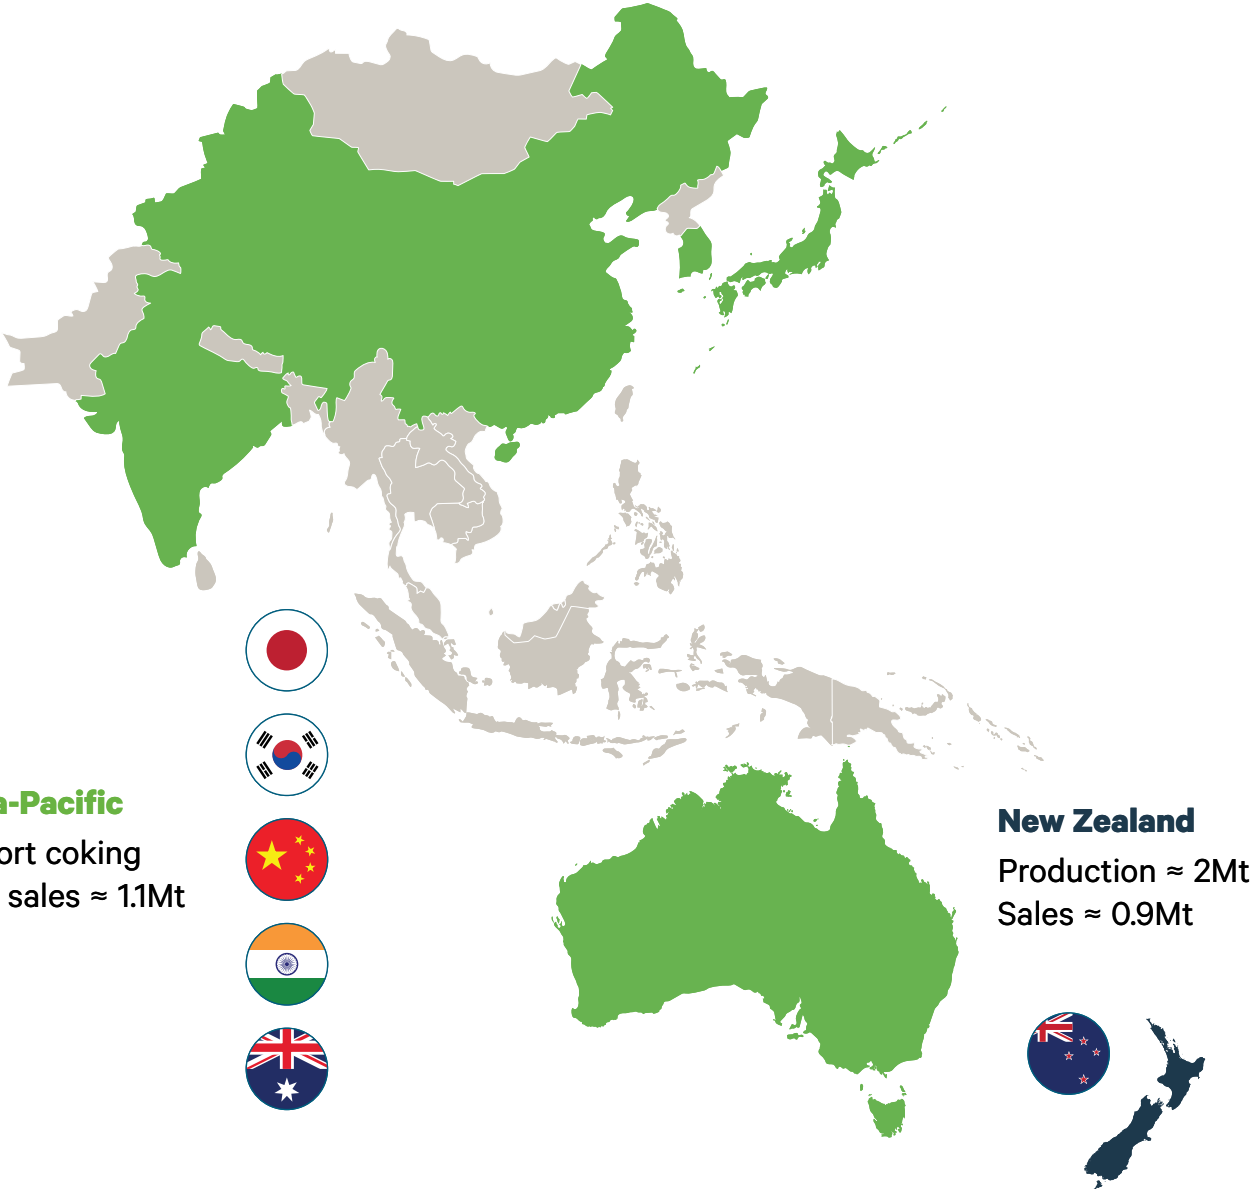 a-Pacific
ort coking
sales ≈ 1.1Mt
New Zealand
Production ≈ 2Mt
Sales ≈ 0.9Mt